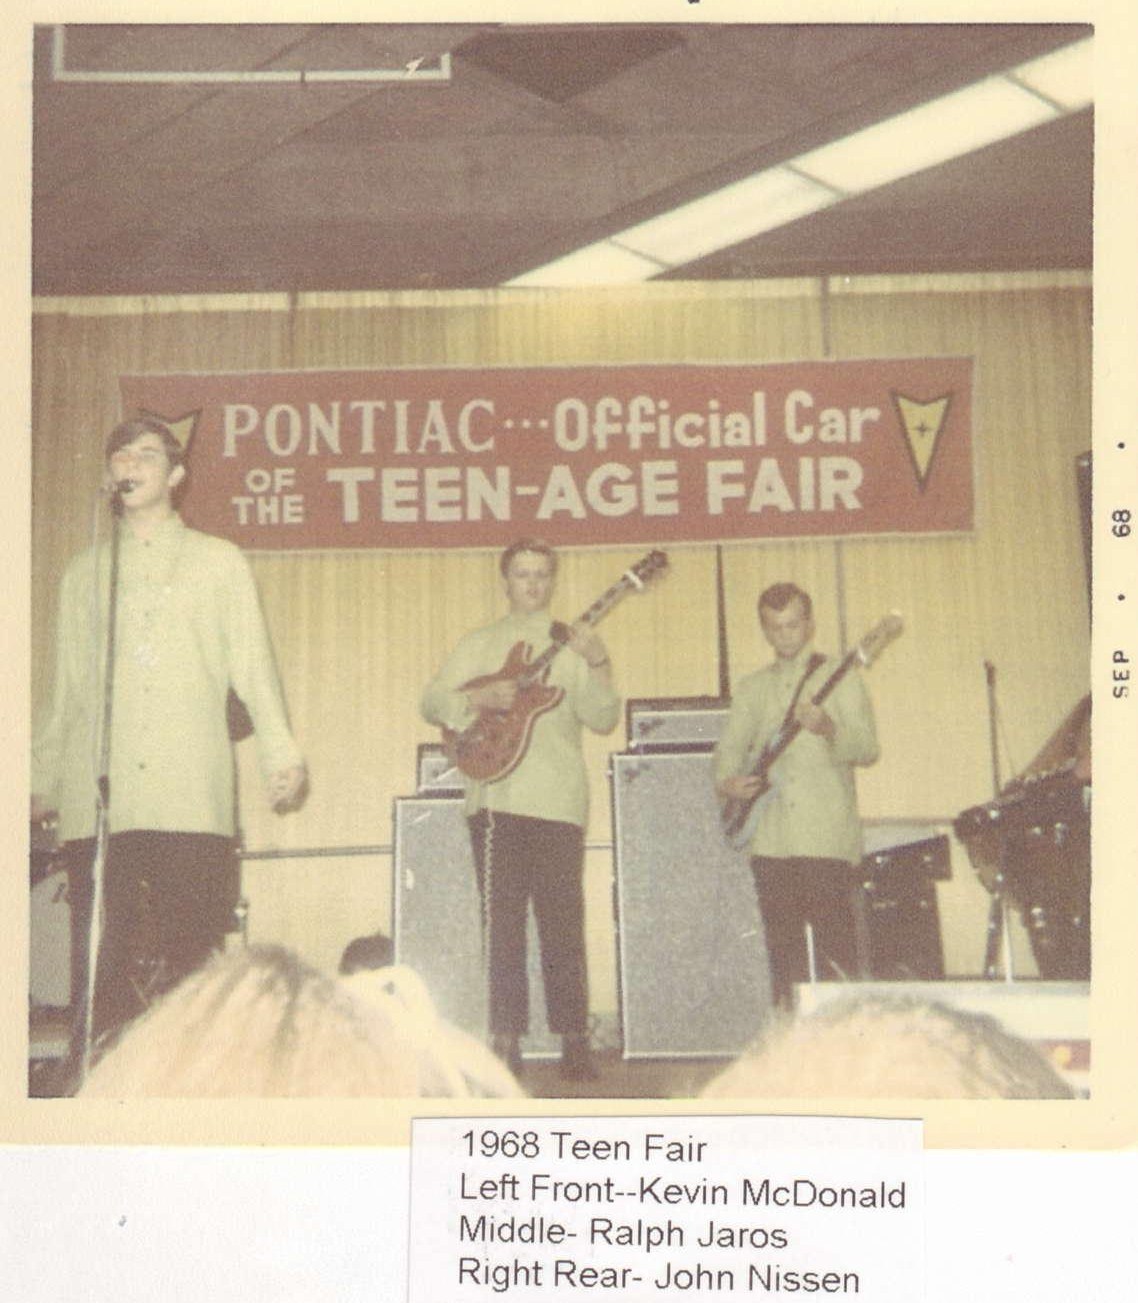 PONTIAC...Official Car
OF THE TEEN-AGE FAIR
SEP • 68 •
1968 Teen Fair
Left Front--Kevin McDonald
Middle- Ralph Jaros
Right Rear- John Nissen